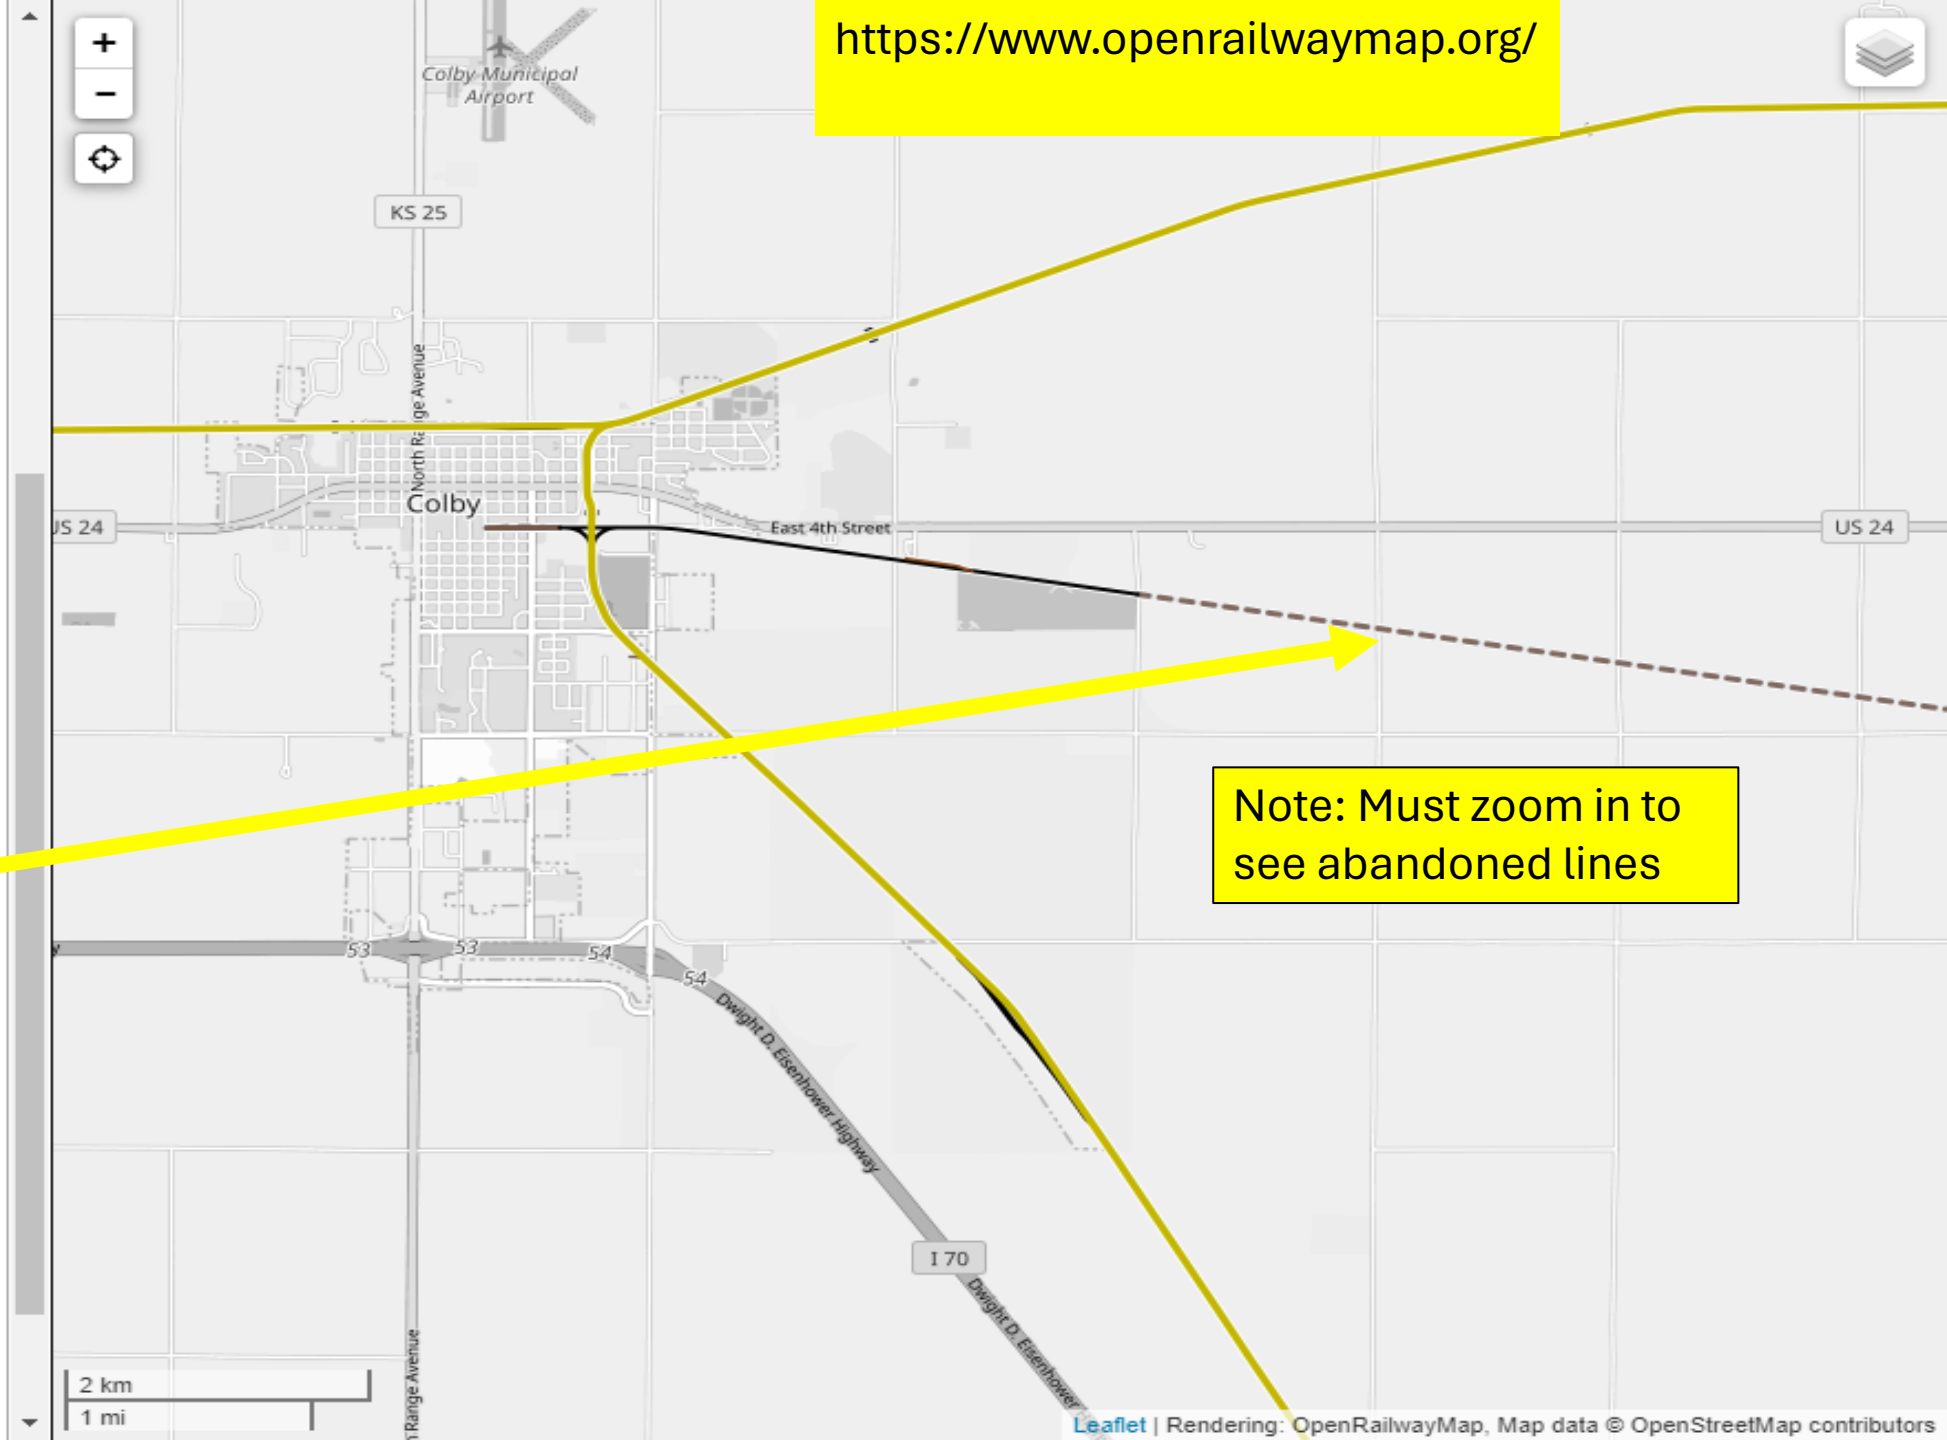 https://www.openrailwaymap.org/
+
−
Colby Municipal
Airport
KS 25
North Range Avenue
Colby
US 24
East 4th Street
US 24
Note: Must zoom in to
see abandoned lines
53
53
54
54
Dwight D. Eisenhower Highway
I 70
Dwight D. Eisenhower
Range Avenue
2 km
1 mi
Leaflet | Rendering: OpenRailwayMap, Map data © OpenStreetMap contributors